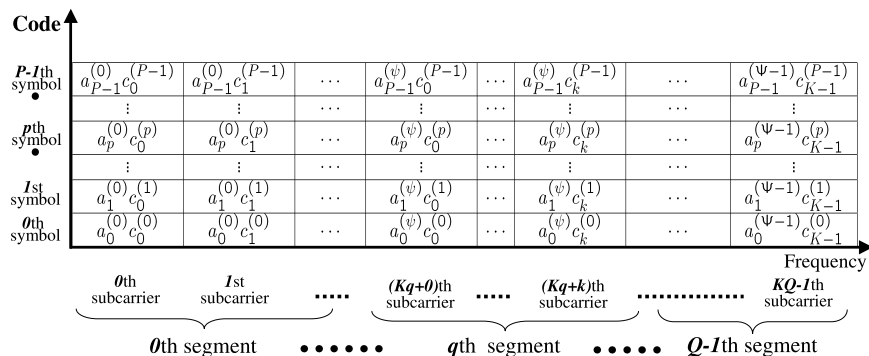 Code
P-1th symbol a_{P-1}^{(0)} c_0^{(P-1)} a_{P-1}^{(0)} c_1^{(P-1)} ... a_{P-1}^{(ψ)} c_0^{(P-1)} ... a_{P-1}^{(ψ)} c_k^{(P-1)} ... a_{P-1}^{(Ψ-1)} c_{K-1}^{(P-1)}
pth symbol a_p^{(0)} c_0^{(p)} a_p^{(0)} c_1^{(p)} ... a_p^{(ψ)} c_0^{(p)} ... a_p^{(ψ)} c_k^{(p)} ... a_p^{(Ψ-1)} c_{K-1}^{(p)}
1st symbol a_1^{(0)} c_0^{(1)} a_1^{(0)} c_1^{(1)} ... a_1^{(ψ)} c_0^{(1)} ... a_1^{(ψ)} c_k^{(1)} ... a_1^{(Ψ-1)} c_{K-1}^{(1)}
0th symbol a_0^{(0)} c_0^{(0)} a_0^{(0)} c_1^{(0)} ... a_0^{(ψ)} c_0^{(0)} ... a_0^{(ψ)} c_k^{(0)} ... a_0^{(Ψ-1)} c_{K-1}^{(0)}
Frequency
0th 1st (Kq+0)th (Kq+k)th KQ-1th
subcarrier subcarrier subcarrier subcarrier subcarrier
0th segment qth segment Q-1th segment